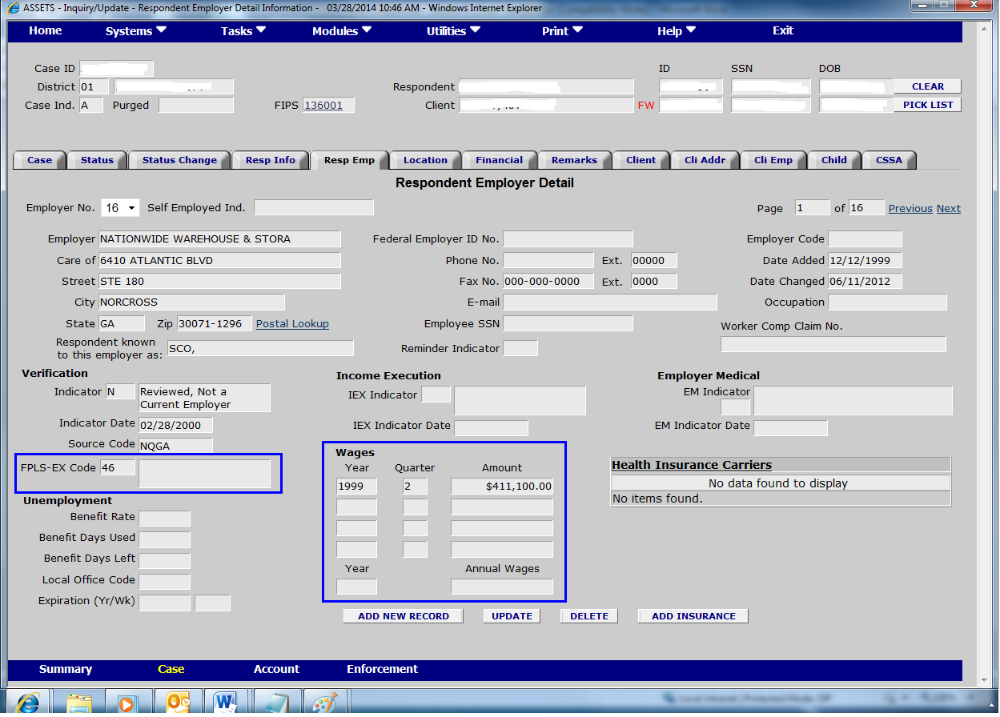 ASSETS - Inquiry/Update - Respondent Employer Detail Information - 03/28/2014 10:46 AM - Windows Internet Explorer
Home Systems Tasks Modules Utilities Print Help Exit
Case ID ID SSN DOB
District 01 Respondent CLEAR
Case Ind. A Purged FIPS 136001 Client FW PICK LIST
Case Status Status Change Resp Info Resp Emp Location Financial Remarks Client Cli Addr Cli Emp Child CSSA
Respondent Employer Detail
Employer No. 16 Self Employed Ind. Page 1 of 16 Previous Next
Employer NATIONWIDE WAREHOUSE & STORA Federal Employer ID No. Employer Code
Care of 6410 ATLANTIC BLVD Phone No. Ext. 00000 Date Added 12/12/1999
Street STE 180 Fax No. 000-000-0000 Ext. 0000 Date Changed 06/11/2012
City NORCROSS E-mail Occupation
State GA Zip 30071-1296 Postal Lookup Employee SSN Worker Comp Claim No.
Respondent known
to this employer as: SCO, Reminder Indicator
Verification Income Execution Employer Medical
Indicator N Reviewed, Not a IEX Indicator EM Indicator
Current Employer
Indicator Date 02/28/2000 IEX Indicator Date EM Indicator Date
Source Code NQGA
Wages
FPLS-EX Code 46 Year Quarter Amount Health Insurance Carriers
1999 2 $411,100.00 No data found to display
Unemployment No items found.
Benefit Rate
Benefit Days Used
Benefit Days Left
Year Annual Wages
Local Office Code
Expiration (Yr/Wk)
ADD NEW RECORD UPDATE DELETE ADD INSURANCE
Summary Case Account Enforcement